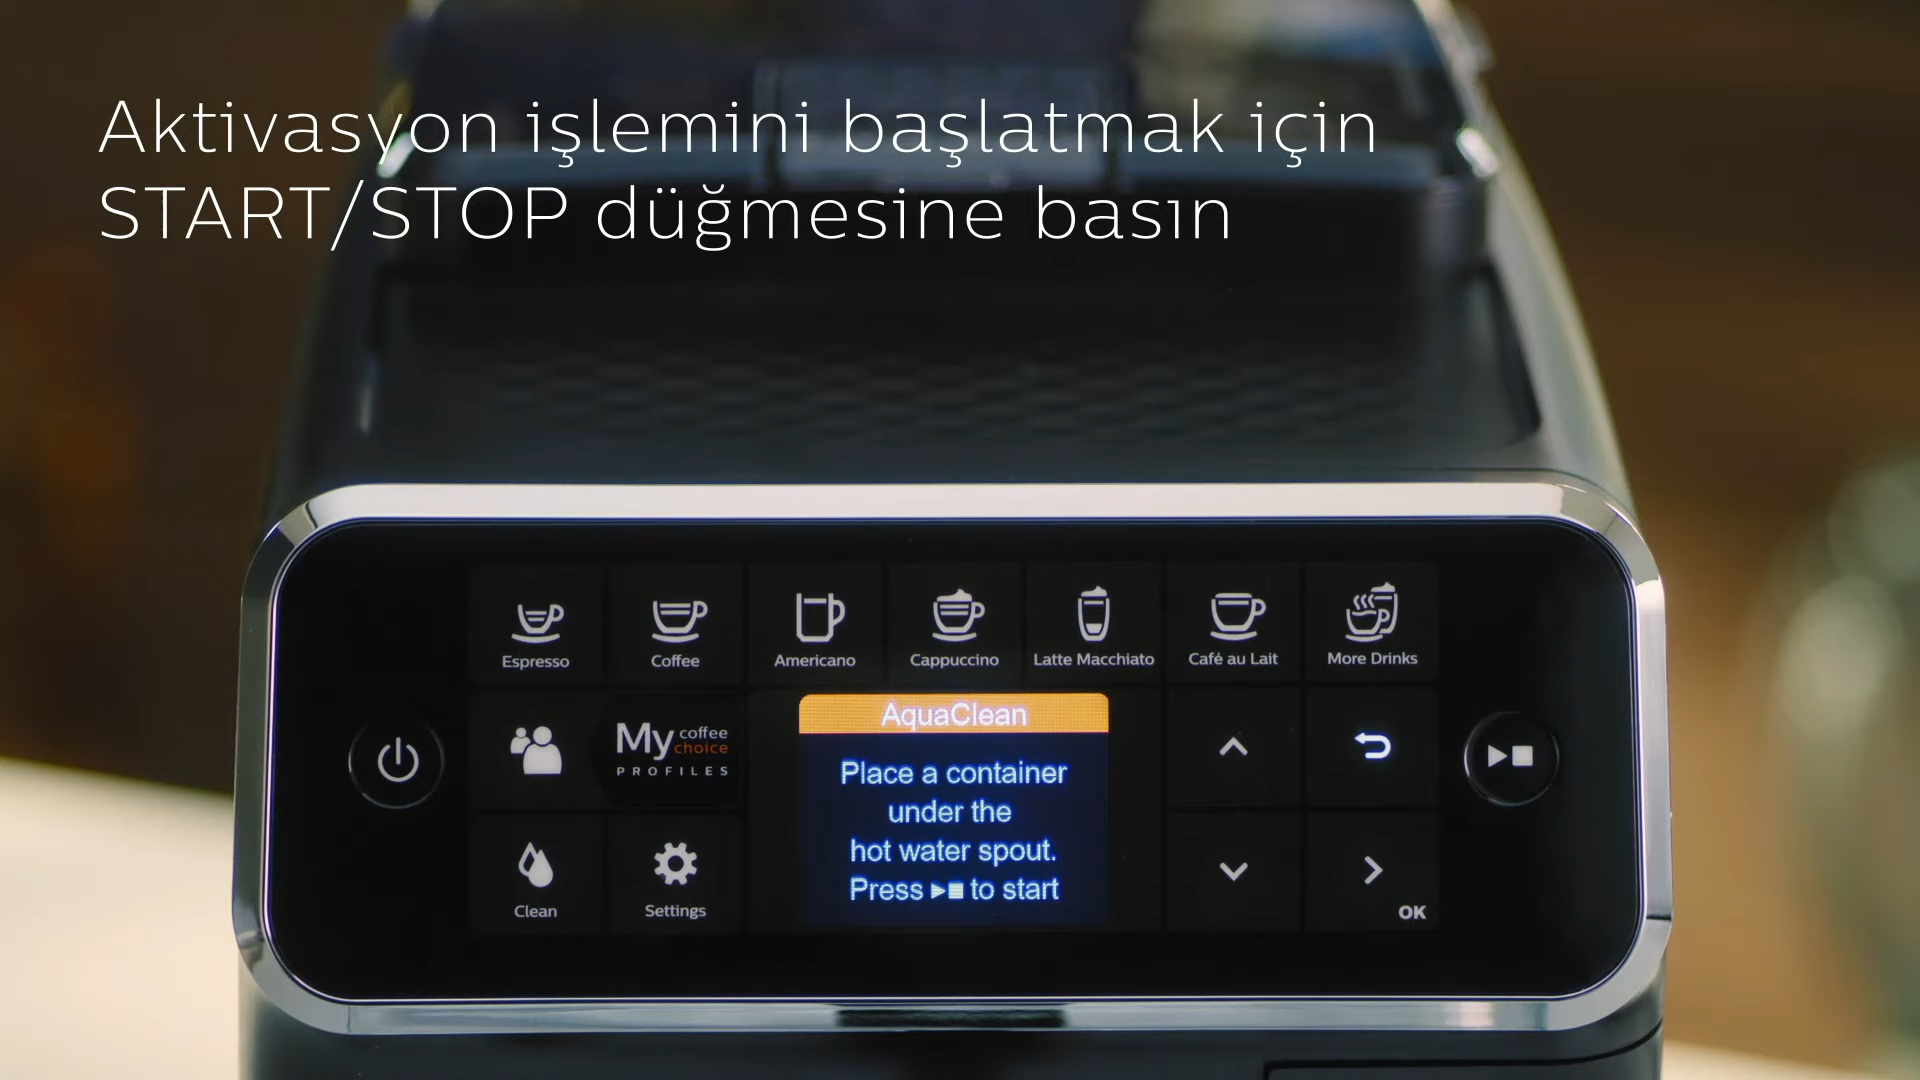 Aktivasyon işlemini başlatmak için
START/STOP düğmesine basın
Espresso
Coffee
Americano
Cappuccino
Latte Macchiato
Café au Lait
More Drinks
My coffee choice
PROFILES
AquaClean
Place a container
under the
hot water spout.
Press ▶■ to start
Clean
Settings
OK